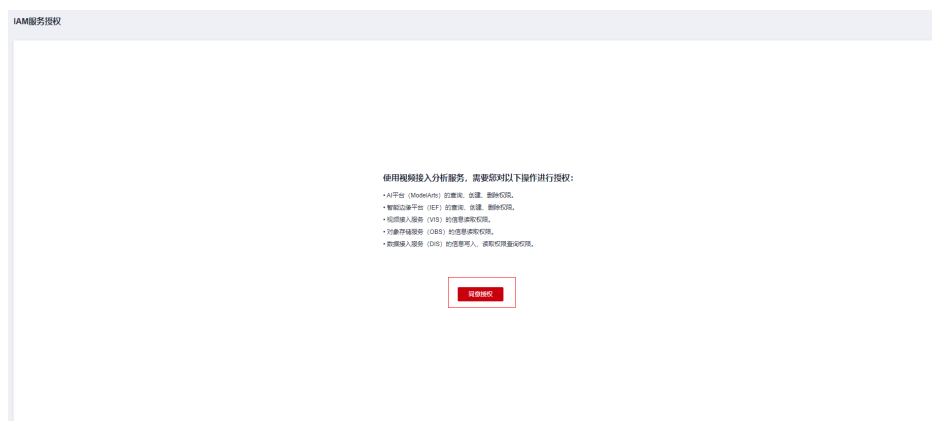 IAM服务授权
使用视频接入分析服务，需要您对以下操作进行授权：
• AI平台（ModelArts）的查询、创建、删除权限。
• 智能边缘平台（IEF）的查询、创建、删除权限。
• 视频接入服务（VIS）的信息读取权限。
• 对象存储服务（OBS）的信息读取权限。
• 数据接入服务（DIS）的信息写入、读取权限查询权限。
同意授权